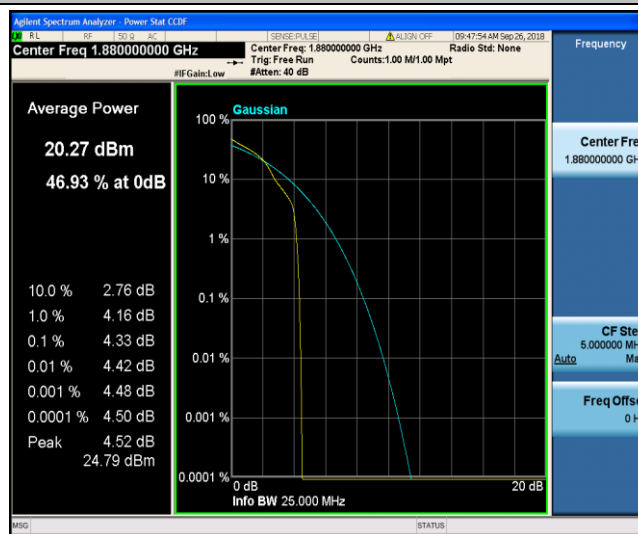 Agilent Spectrum Analyzer - Power Stat CCDF
RL RF 50 Ω AC SENSE:PULSE ALIGN OFF 09:47:54 AM Sep 26, 2018
Center Freq 1.880000000 GHz
Center Freq: 1.880000000 GHz Radio Std: None
Trig: Free Run Counts:1.00 M/1.00 Mpt
#IFGain:Low #Atten: 40 dB
Frequency
Average Power
20.27 dBm
46.93 % at 0dB
10.0 % 2.76 dB
1.0 % 4.16 dB
0.1 % 4.33 dB
0.01 % 4.42 dB
0.001 % 4.48 dB
0.0001 % 4.50 dB
Peak 4.52 dB
24.79 dBm
Gaussian
100 %
10 %
1 %
0.1 %
0.01 %
0.001 %
0.0001 %
0 dB 20 dB
Info BW 25.000 MHz
Center Fre
1.880000000 GH
CF Ste
5.000000 MH
Auto Ma
Freq Offse
0 H
MSG STATUS